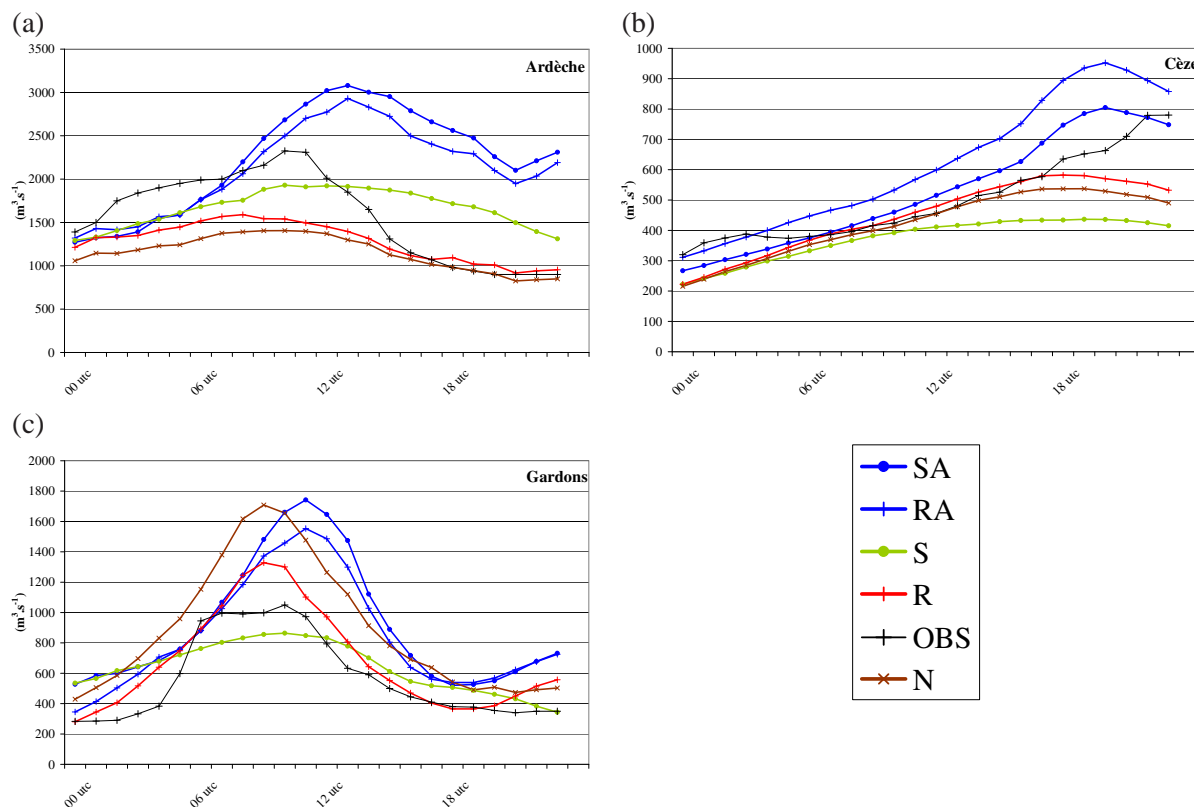 (a)
Ardèche
3500
3000
2500
2000
1500
1000
500
0
(m³.s⁻¹)
00 utc
06 utc
12 utc
18 utc
(b)
Cèze
1000
900
800
700
600
500
400
300
200
100
0
(m³.s⁻¹)
00 utc
06 utc
12 utc
18 utc
(c)
Gardons
2000
1800
1600
1400
1200
1000
800
600
400
200
0
(m³.s⁻¹)
00 utc
06 utc
12 utc
18 utc
SA
RA
S
R
OBS
N